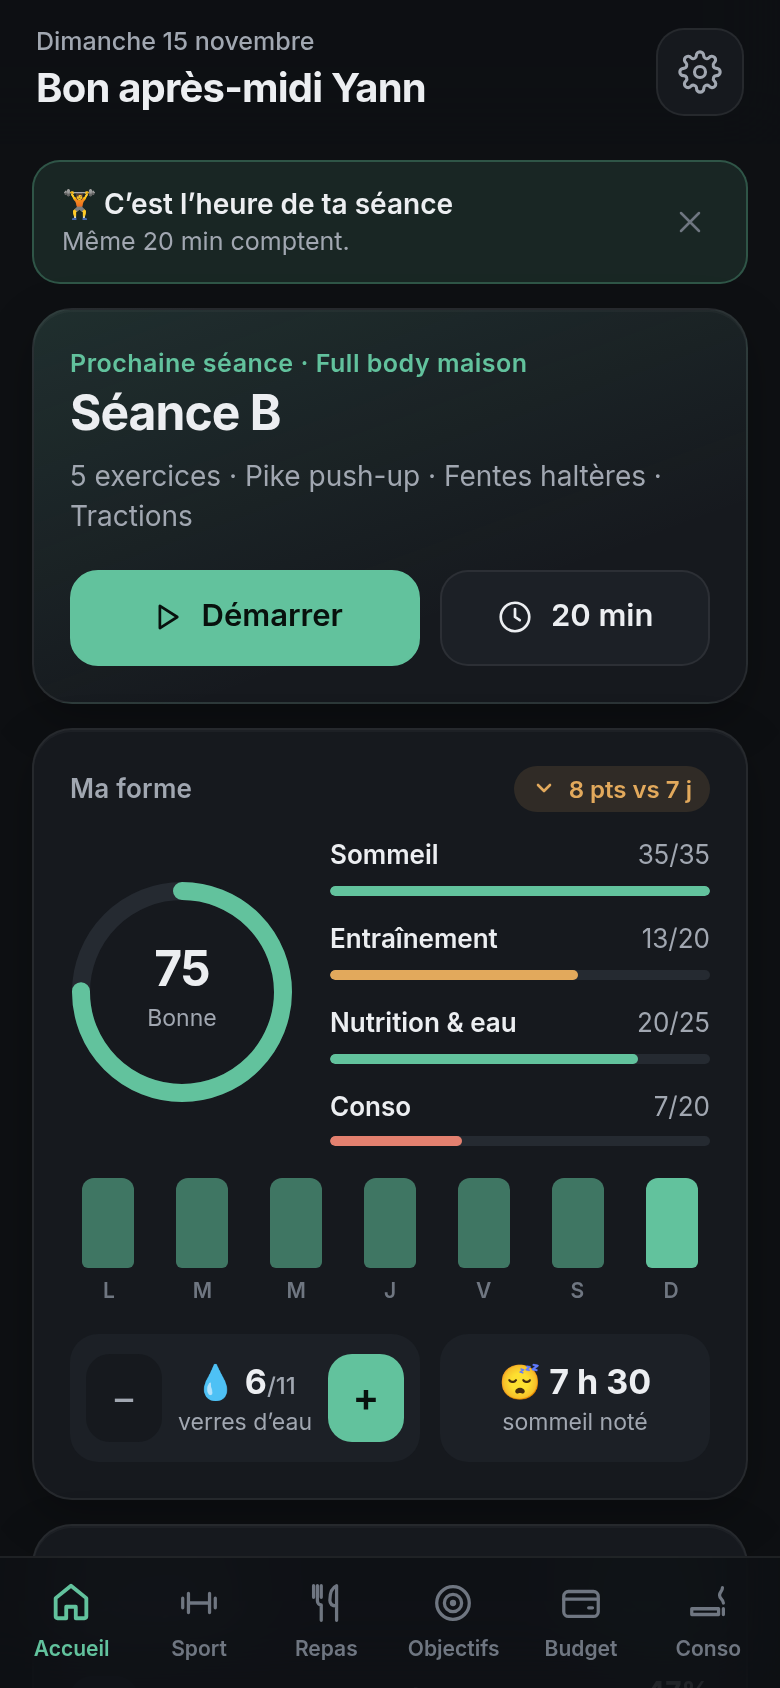 Dimanche 15 novembre
Bon après-midi Yann
🏋️ C’est l’heure de ta séance
Même 20 min comptent.
Prochaine séance · Full body maison
Séance B
5 exercices · Pike push-up · Fentes haltères ·
Tractions
Démarrer
20 min
Ma forme
8 pts vs 7 j
75
Bonne
Sommeil 35/35
Entraînement 13/20
Nutrition & eau 20/25
Conso 7/20
L M M J V S D
− 💧 6/11 +
verres d’eau
😴 7 h 30
sommeil noté
Accueil Sport Repas Objectifs Budget Conso